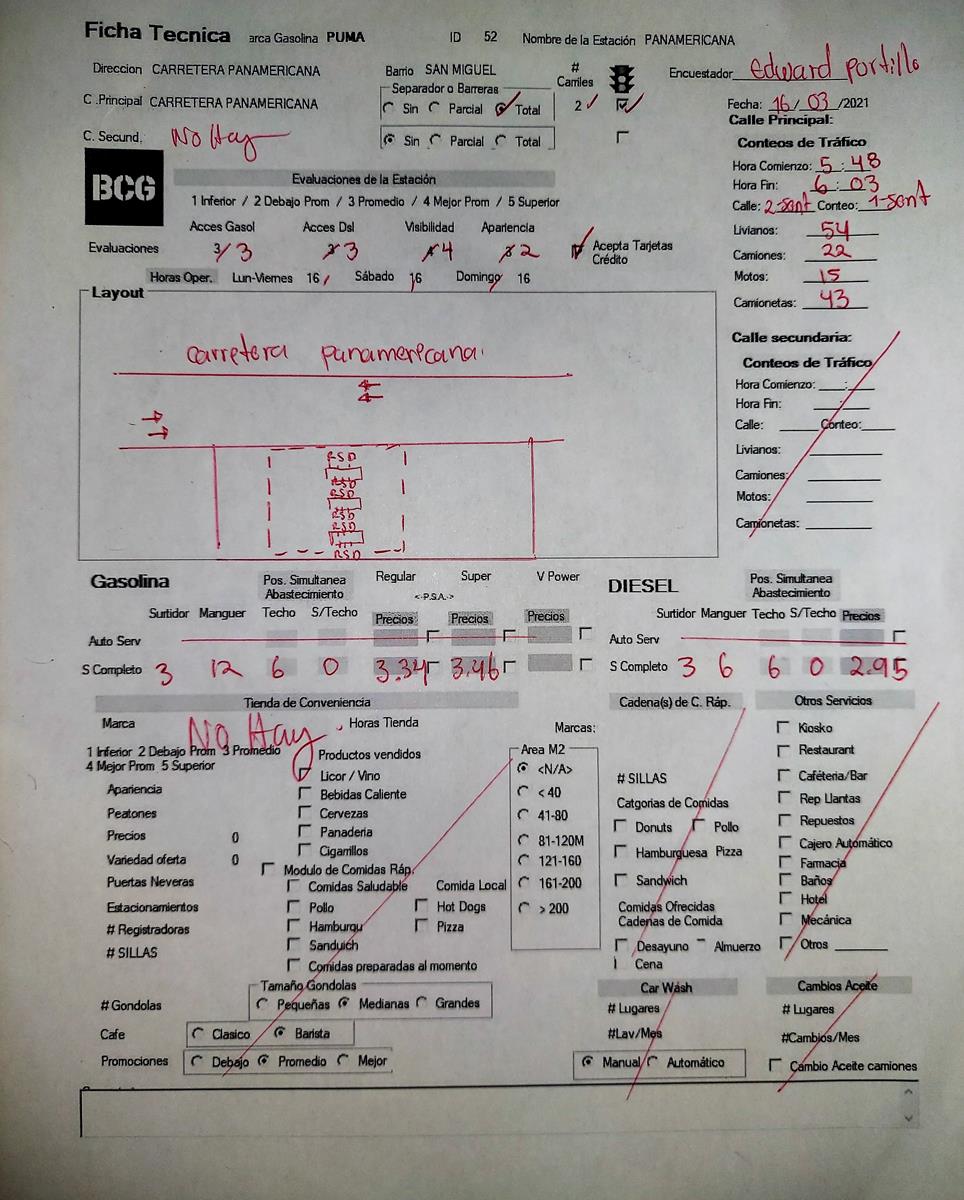 Ficha Tecnica arca Gasolina PUMA ID 52 Nombre de la Estación PANAMERICANA
Direccion CARRETERA PANAMERICANA Barrio SAN MIGUEL # Carriles Encuestador edward portillo
C .Principal CARRETERA PANAMERICANA Separador o Barreras Sin Parcial Total 2 Fecha: 16/ 03 /2021
C. Secund. No Hay Sin Parcial Total
Calle Principal:
Conteos de Tráfico
BCG
Evaluaciones de la Estación
1 Inferior / 2 Debajo Prom / 3 Promedio / 4 Mejor Prom / 5 Superior
Hora Comienzo: 5 : 48
Hora Fin: 6 : 03
Calle: 2-sent Conteo: 1-sent
Acces Gasol Acces Dsl Visibilidad Apariencia
Evaluaciones 3/3 3 4 2 Acepta Tarjetas Crédito
Livianos: 54
Camiones: 22
Motos: 15
Camionetas: 43
Horas Oper. Lun-Viernes 16 Sábado 16 Domingo 16
Layout
carretera panamericana.
RSD
RSD
RSD
RSD
RSD
RSD
Calle secundaría:
Conteos de Tráfico
Hora Comienzo: ___:___
Hora Fin: ___:___
Calle: _____ Conteo:_____
Livianos:
Camiones:
Motos:
Camionetas:
Gasolina Pos. Simultanea Abastecimiento Regular Super V Power DIESEL Pos. Simultanea Abastecimiento
<-P.S.A.->
Surtidor Manguer Techo S/Techo Precios Precios Precios Surtidor Manguer Techo S/Techo Precios
Auto Serv Auto Serv
S Completo 3 12 6 0 3.34 3.46 S Completo 3 6 6 0 2.95
Tienda de Conveniencia Cadena(s) de C. Ráp. Otros Servicios
Marca No Hay. Horas Tienda
1 Inferior 2 Debajo Prom 3 Promedio
4 Mejor Prom 5 Superior
Apariencia
Peatones
Precios 0
Variedad oferta 0
Puertas Neveras
Estacionamientos
# Registradoras
# SILLAS
Productos vendidos
Licor / Vino
Bebidas Caliente
Cervezas
Panaderia
Cigarrillos
Modulo de Comidas Ráp.
Comidas Saludable Comida Local
Pollo Hot Dogs
Hamburgu Pizza
Sanduich
Comidas preparadas al momento
Marcas:
Area M2
<N/A>
< 40
41-80
81-120M
121-160
161-200
> 200
# SILLAS
Catgorias de Comidas
Donuts Pollo
Hamburguesa Pizza
Sandwich
Comidas Ofrecidas
Cadenas de Comida
Desayuno Almuerzo
Cena
Kiosko
Restaurant
Caféteria/Bar
Rep Llantas
Repuestos
Cajero Automático
Farmacia
Baños
Hotel
Mecánica
Otros
# Gondolas Tamaño Gondolas Pequeñas Medianas Grandes
Cafe Clasico Barista
Promociones Debajo Promedio Mejor
Car Wash
# Lugares
#Lav/Mes
Manual Automático
Cambios Aceite
# Lugares
#Cambios/Mes
Cambio Aceite camiones